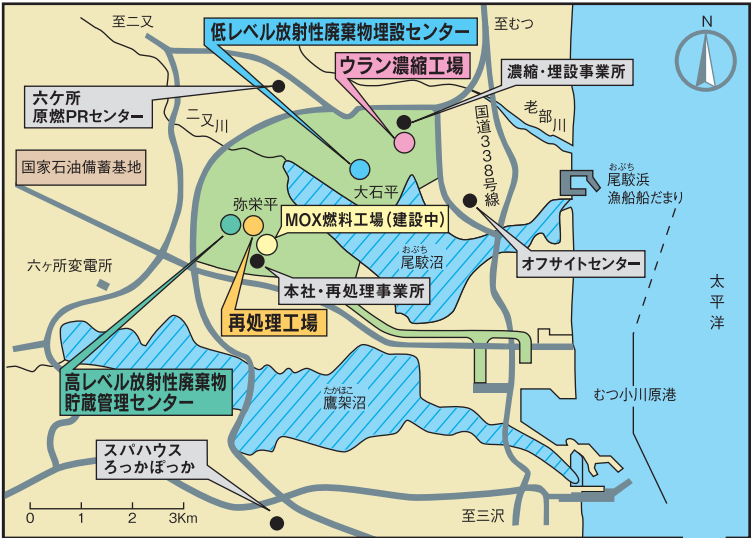 至二又
低レベル放射性廃棄物埋設センター
至むつ
N
ウラン濃縮工場
濃縮・埋設事業所
六ケ所
原燃PRセンター
二又川
国道338号線
老部川
国家石油備蓄基地
大石平
おぶち
尾駮浜
漁船船だまり
弥栄平
MOX燃料工場(建設中)
おぶち
尾駮沼
オフサイトセンター
六ヶ所変電所
本社・再処理事業所
太平洋
再処理工場
高レベル放射性廃棄物
貯蔵管理センター
たかほこ
鷹架沼
むつ小川原港
スパハウス
ろっかぽっか
0 1 2 3Km
至三沢